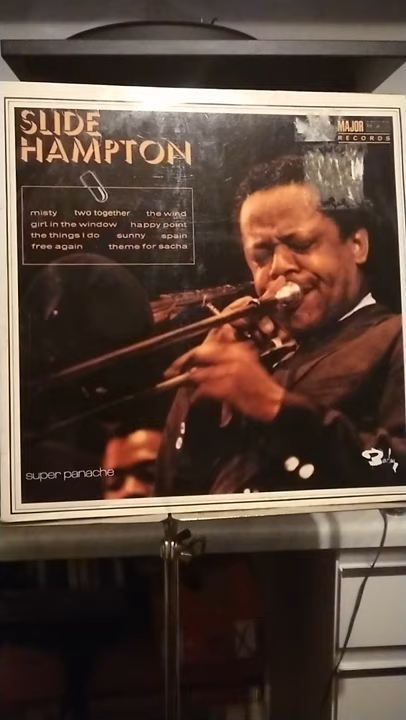 SLIDE
HAMPTON
MAJOR
RECORDS
misty two together the wind
girl in the window happy point
the things I do sunny spain
free again theme for sacha
super panache